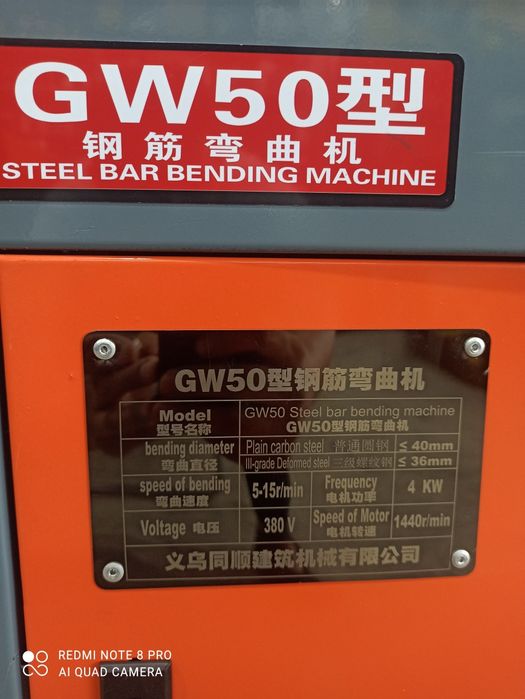 GW50型
钢筋弯曲机
STEEL BAR BENDING MACHINE
GW50型钢筋弯曲机
Model
型号名称
GW50 Steel bar bending machine
GW50型钢筋弯曲机
bending diameter
弯曲直径
Plain carbon steel 普通圆钢 ≤ 40mm
III-grade Deformed steel 三级螺纹钢 ≤ 36mm
speed of bending
弯曲速度
5-15r/min
Frequency
电机功率
4 KW
Voltage 电压
380 V
Speed of Motor
电机转速
1440r/min
义乌同顺建筑机械有限公司
REDMI NOTE 8 PRO
AI QUAD CAMERA